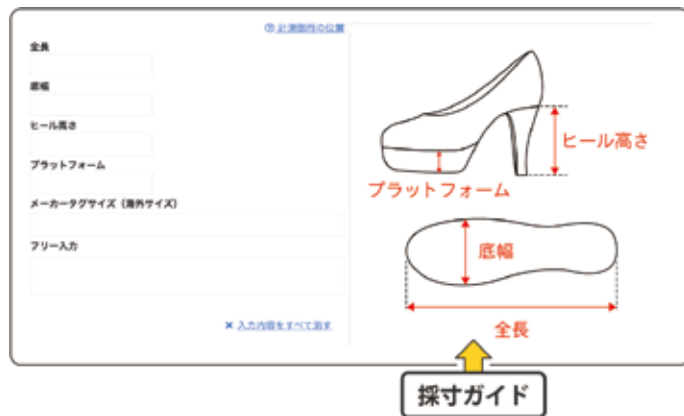 計測個所の位置
全長
底幅
ヒール高さ
プラットフォーム
メーカータグサイズ（海外サイズ）
フリー入力
× 入力内容をすべて消す
ヒール高さ
プラットフォーム
底幅
全長
採寸ガイド